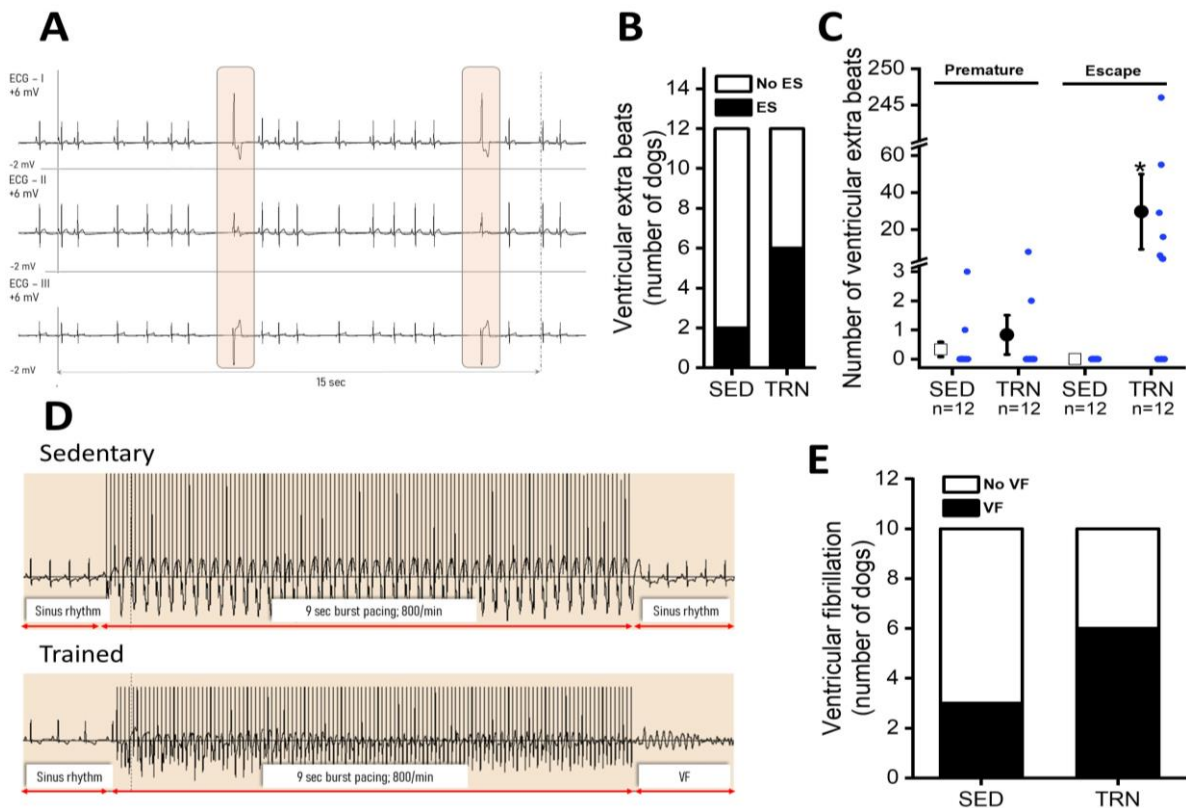 A
ECG – I
+6 mV
-2 mV
ECG – II
+6 mV
-2 mV
ECG – III
+6 mV
-2 mV
15 sec
B
Ventricular extra beats
(number of dogs)
14
12
10
8
6
4
2
0
No ES
ES
SED
TRN
C
Number of ventricular extra beats
250
245
60
40
20
3
2
1
0
Premature
Escape
*
SED
n=12
TRN
n=12
SED
n=12
TRN
n=12
D
Sedentary
Sinus rhythm
9 sec burst pacing; 800/min
Sinus rhythm
Trained
Sinus rhythm
9 sec burst pacing; 800/min
VF
E
Ventricular fibrillation
(number of dogs)
12
10
8
6
4
2
0
No VF
VF
SED
TRN